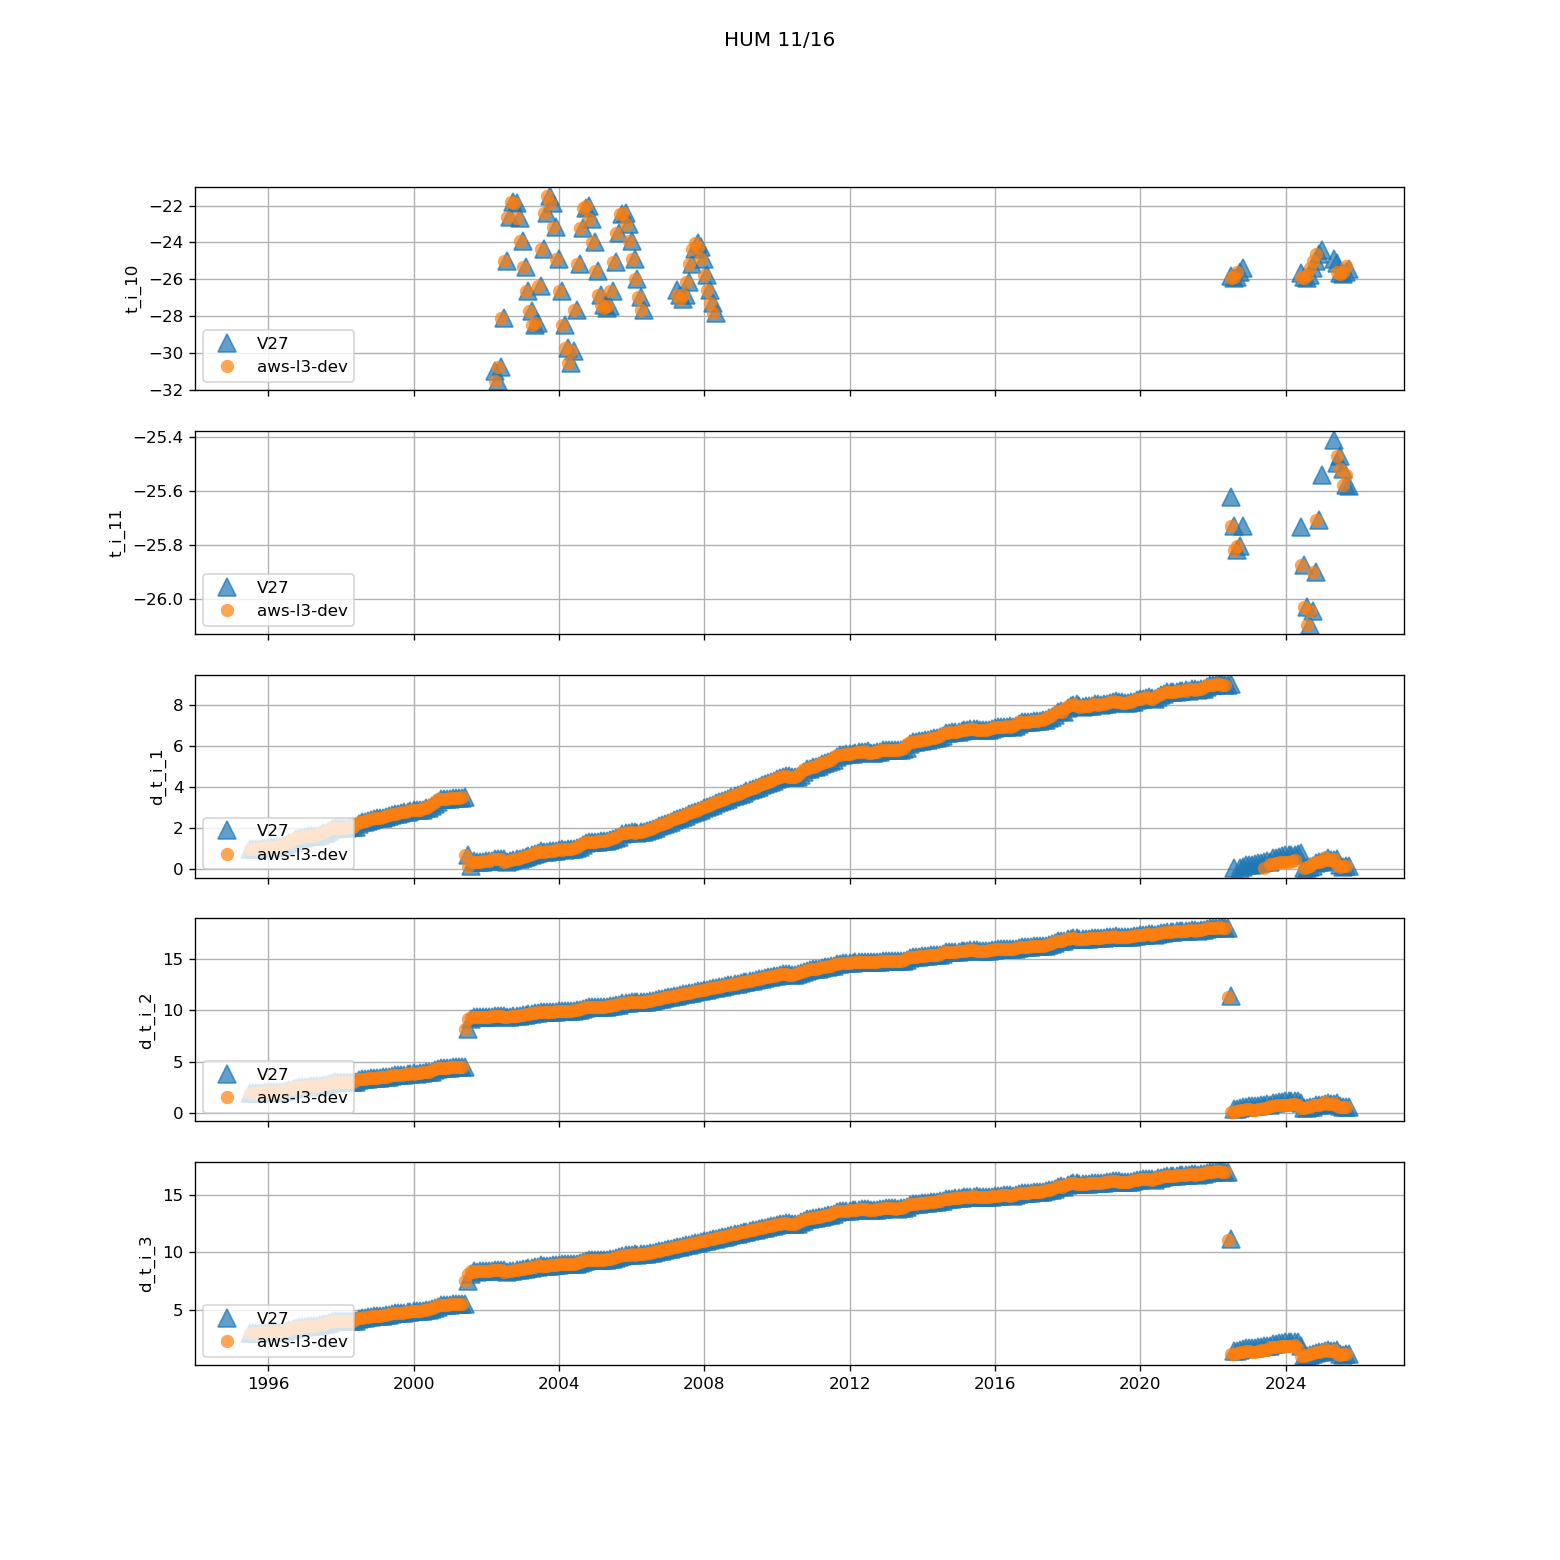 HUM 11/16
−22
−24
−26
−28
−30
−32
t_i_10
V27
aws-l3-dev
−25.4
−25.6
−25.8
−26.0
t_i_11
V27
aws-l3-dev
8
6
4
2
0
d_t_i_1
V27
aws-l3-dev
15
10
5
0
d_t_i_2
V27
aws-l3-dev
15
10
5
d_t_i_3
V27
aws-l3-dev
1996 2000 2004 2008 2012 2016 2020 2024